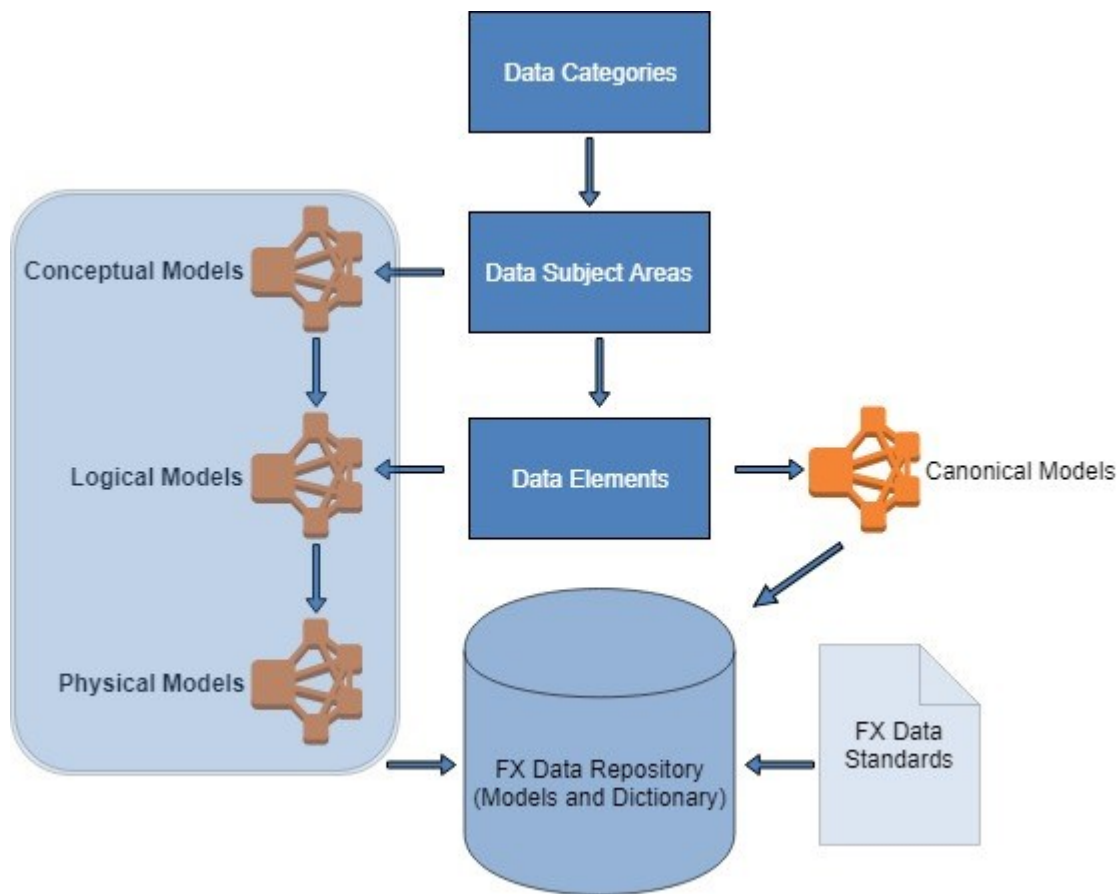 Data Categories
Conceptual Models
Data Subject Areas
Logical Models
Data Elements
Canonical Models
Physical Models
FX Data Repository
(Models and Dictionary)
FX Data
Standards